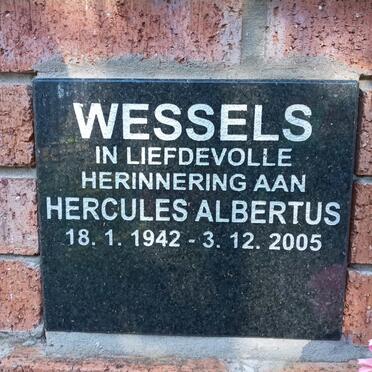 WESSELS
IN LIEFDEVOLLE
HERINNERING AAN
HERCULES ALBERTUS
18. 1. 1942 - 3. 12. 2005